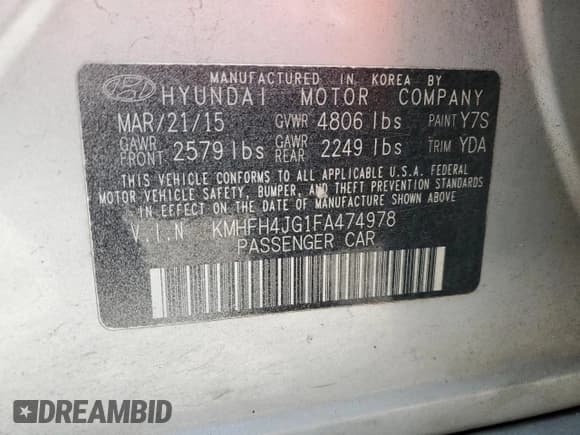 MANUFACTURED IN KOREA BY
HYUNDAI MOTOR COMPANY
MAR/21/15 GVWR 4806 lbs PAINT Y7S
GAWR FRONT 2579 lbs GAWR REAR 2249 lbs TRIM YDA
THIS VEHICLE CONFORMS TO ALL APPLICABLE U.S.A. FEDERAL
MOTOR VEHICLE SAFETY, BUMPER, AND THEFT PREVENTION STANDARDS
IN EFFECT ON THE DATE OF MANUFACTURE SHOWN ABOVE
V.I.N KMHFH4JG1FA474978
PASSENGER CAR
DREAMBID